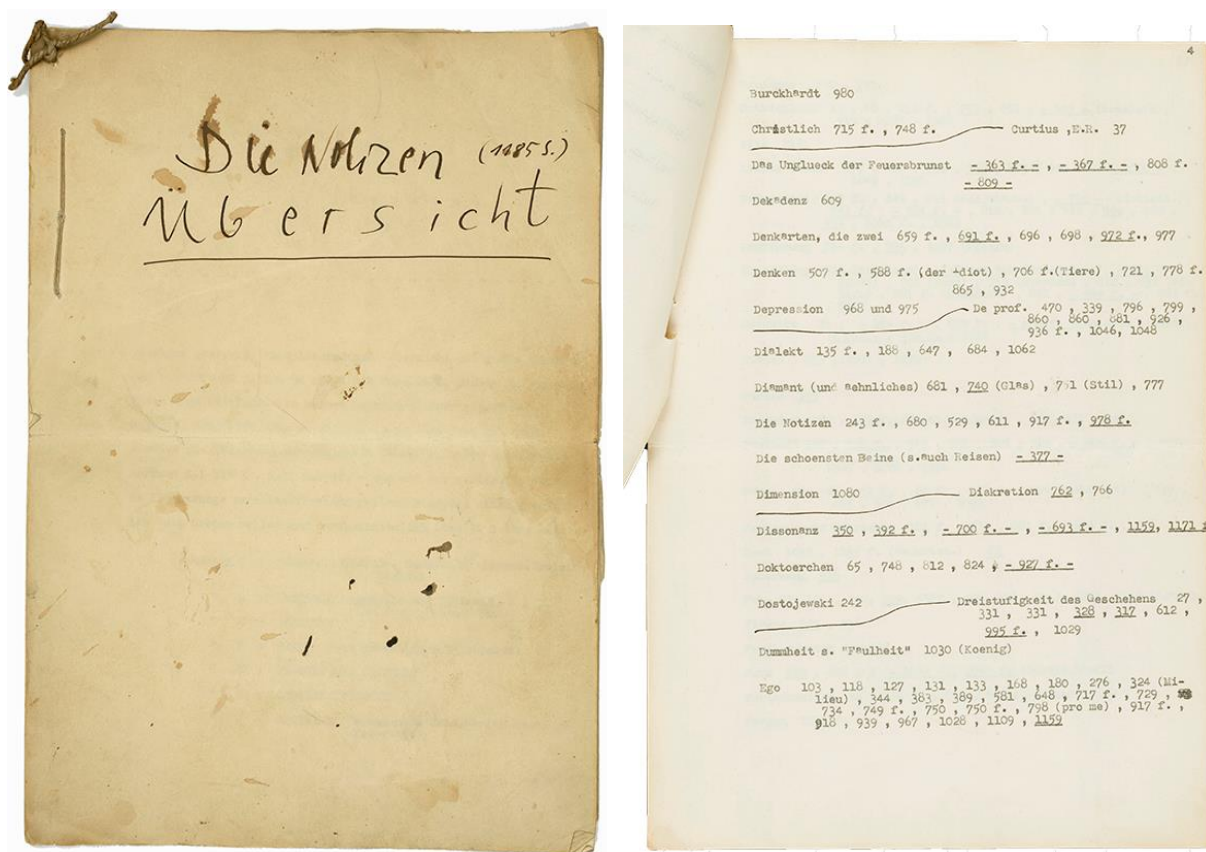 Die Notizen (1185 S.)
Übersicht
4
Burckhardt 980
Christlich 715 f. , 748 f. Curtius ,E.R. 37
Das Unglueck der Feuersbrunst - 363 f. - , - 367 f. - , 808 f.
- 809 -
Dekadenz 609
Denkarten, die zwei 659 f. , 691 f. , 696 , 698 , 972 f., 977
Denken 507 f. , 588 f. (der Idiot) , 706 f.(Tiere) , 721 , 778 f.
865 , 932
Depression 968 und 975 De prof. 470 , 339 , 796 , 799 ,
860 , 860 , 881 , 926 ,
936 f. , 1046, 1048
Dialekt 135 f. , 188 , 647 , 684 , 1062
Diamant (und aehnliches) 681 , 740 (Glas) , 751 (Stil) , 777
Die Notizen 243 f. , 680 , 529 , 611 , 917 f. , 978 f.
Die schoensten Beine (s.auch Reisen) - 377 -
Dimension 1080 Diskretion 762 , 766
Dissonanz 350 , 392 f. , - 700 f. - , - 693 f. - , 1159, 1171 f
Doktoerchen 65 , 748 , 812 , 824 , - 927 f. -
Dostojewski 242 Dreistufigkeit des Geschehens 27 ,
331 , 331 , 328 , 317 , 612 ,
995 f. , 1029
Dummheit s. "Faulheit" 1030 (Koenig)
Ego 103 , 118 , 127 , 131 , 133 , 168 , 180 , 276 , 324 (Mi-
lieu) , 344 , 383 , 389 , 581 , 648 , 717 f. , 729 ,
734 , 749 f. , 750 , 750 f. , 798 (pro me) , 917 f. ,
918 , 939 , 967 , 1028 , 1109 , 1159